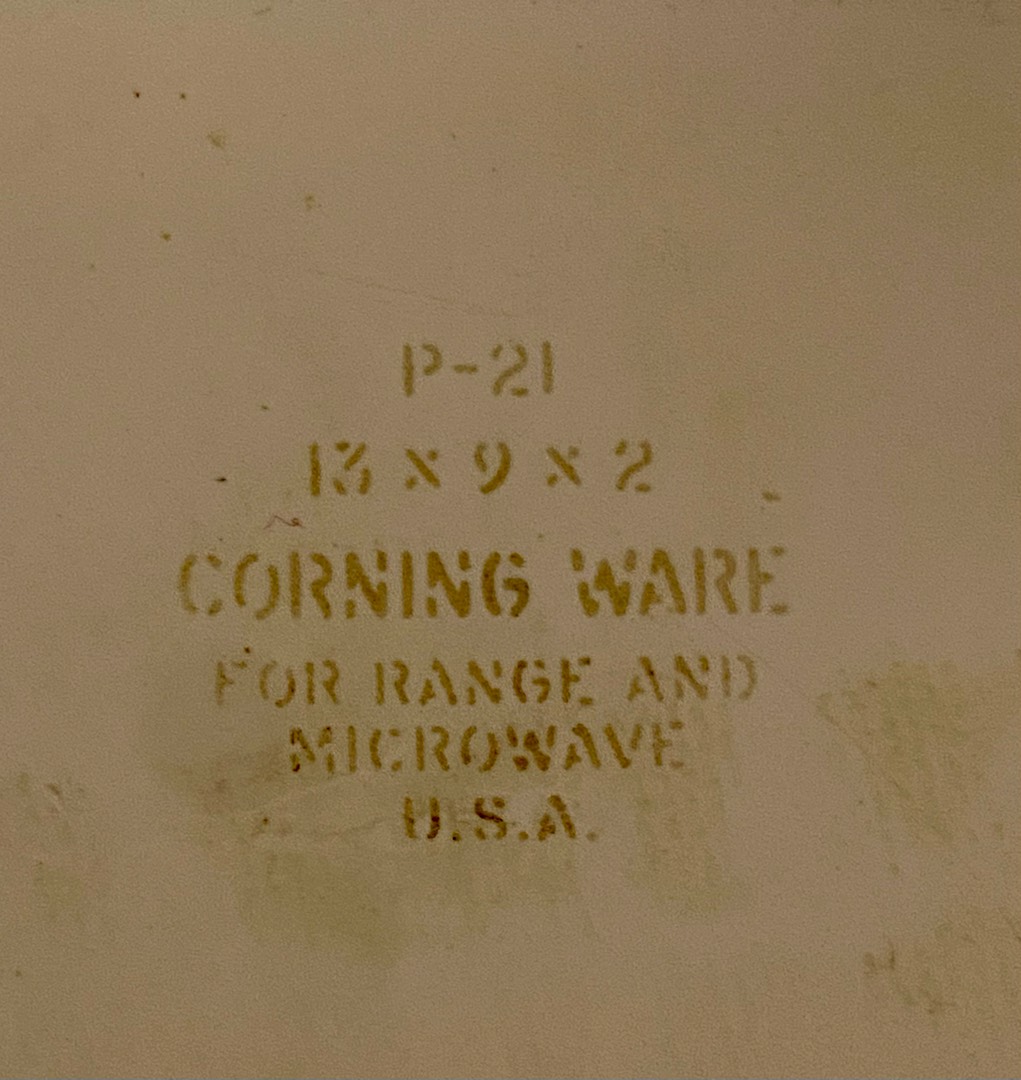 P-21
13 x 9 x 2
CORNING WARE
FOR RANGE AND
MICROWAVE
U.S.A.